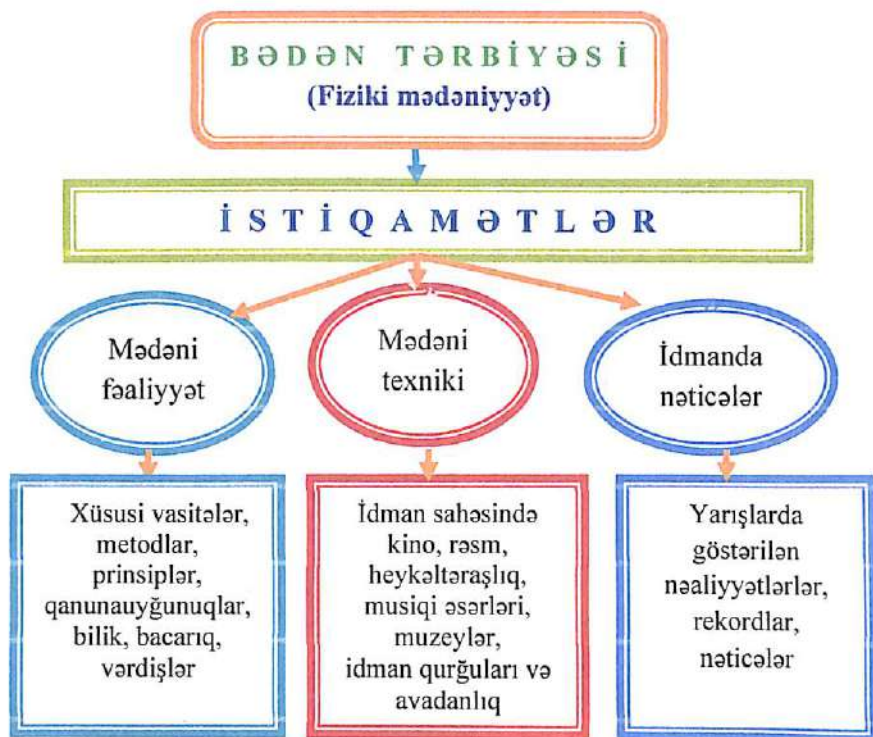 BƏDƏN TƏRBİYƏSİ
(Fiziki mədəniyyət)
İSTİQAMƏTLƏR
Mədəni
fəaliyyət
Mədəni
texniki
İdmanda
nəticələr
Xüsusi vasitələr,
metodlar,
prinsiplər,
qanunauyğunuqlar,
bilik, bacarıq,
vərdişlər
İdman sahəsində
kino, rəsm,
heykəltəraşlıq,
musiqi əsərləri,
muzeylər,
idman qurğuları və
avadanlıq
Yarışlarda
göstərilən
nəaliyyətlərlər,
rekordlar,
nəticələr